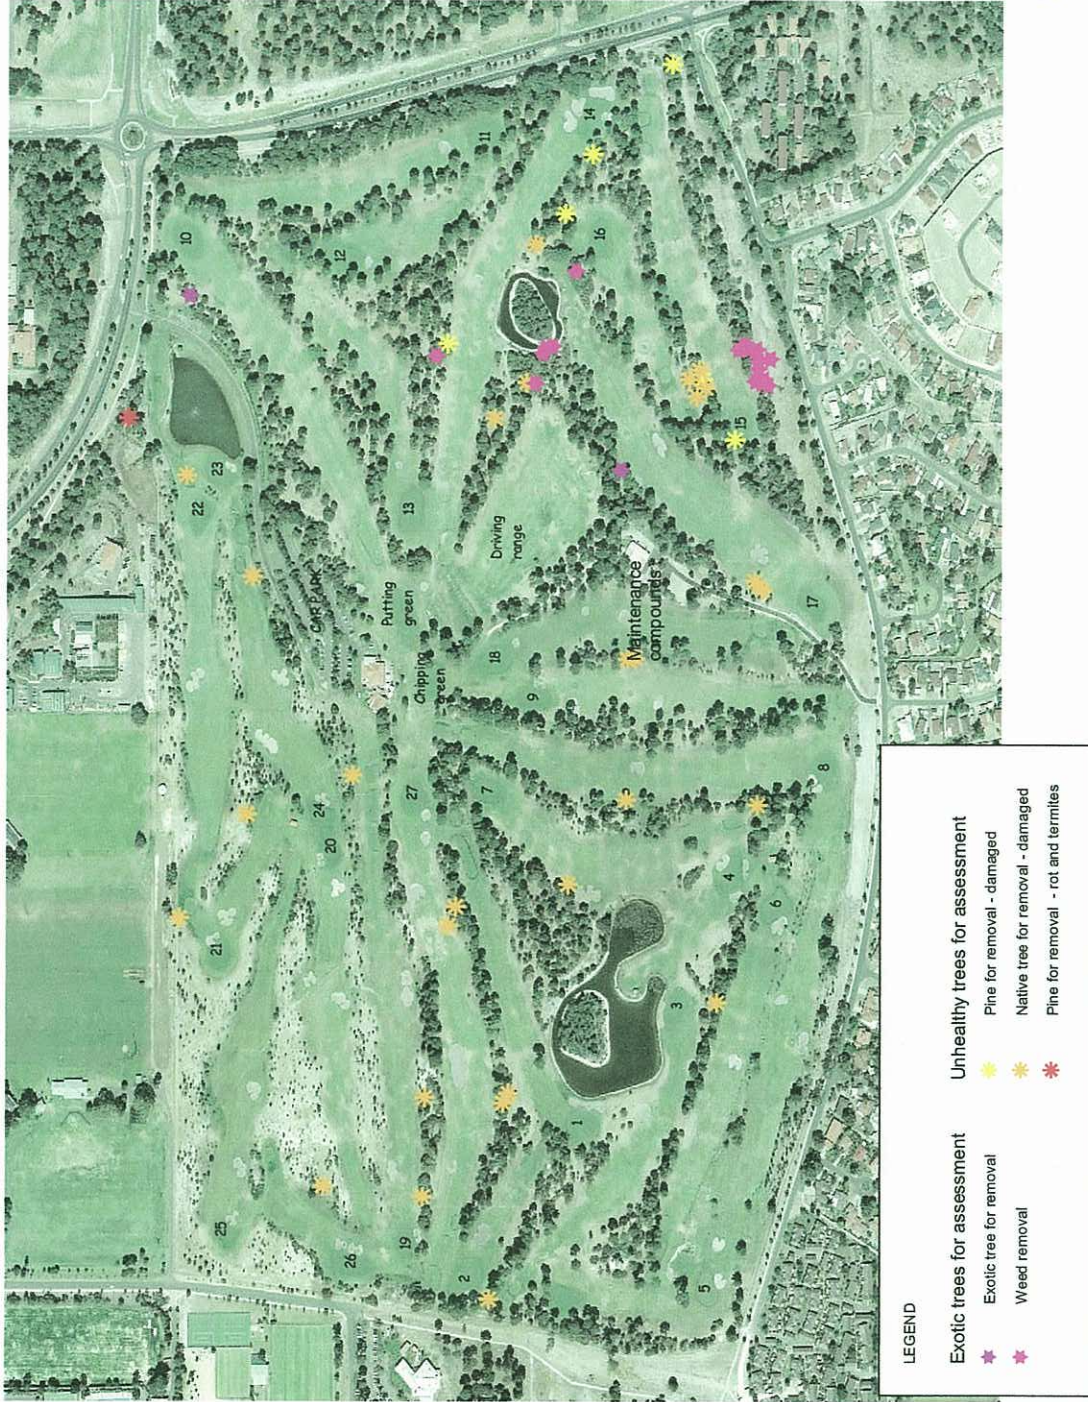 10
11
12
14
16
23
22
13
15
Driving
range
CAR PARK
Putting
green
Maintenance
compounds
17
18
Chipping
green
9
8
7
27
24
20
4
6
21
3
1
25
26
19
2
5
LEGEND
Exotic trees for assessment
Exotic tree for removal
Weed removal
Unhealthy trees for assessment
Pine for removal - damaged
Native tree for removal - damaged
Pine for removal - rot and termites